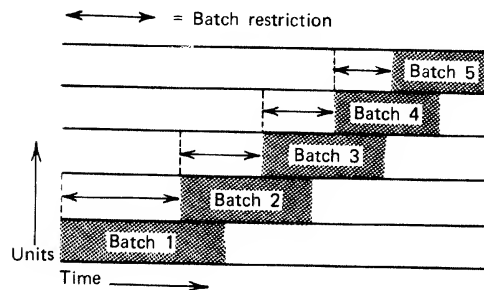 = Batch restriction
Batch 5
Batch 4
Batch 3
Batch 2
Batch 1
Units
Time